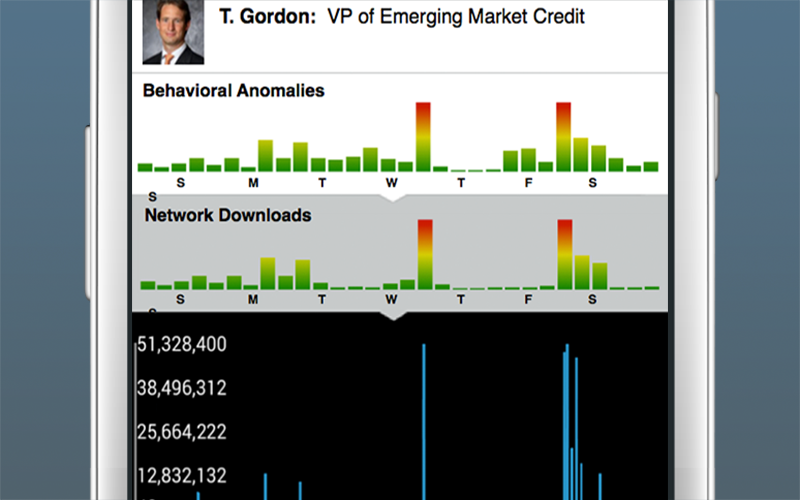 T. Gordon: VP of Emerging Market Credit
Behavioral Anomalies
S M T W T F S
S
Network Downloads
S M T W T F S
51,328,400
38,496,312
25,664,222
12,832,132